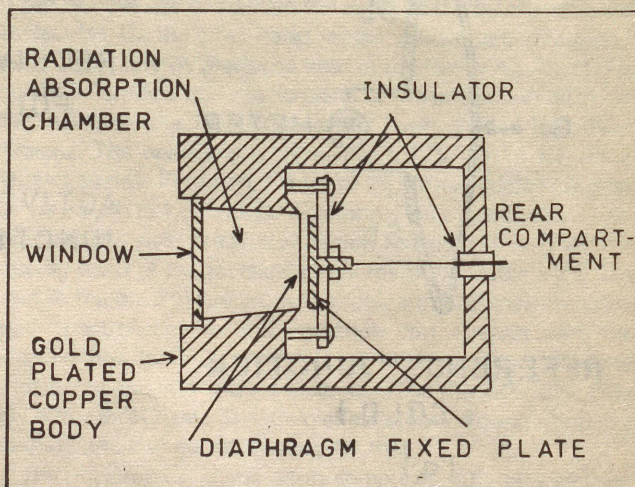 RADIATION
ABSORPTION
CHAMBER
INSULATOR
WINDOW
REAR
COMPART-
MENT
GOLD
PLATED
COPPER
BODY
DIAPHRAGM
FIXED PLATE